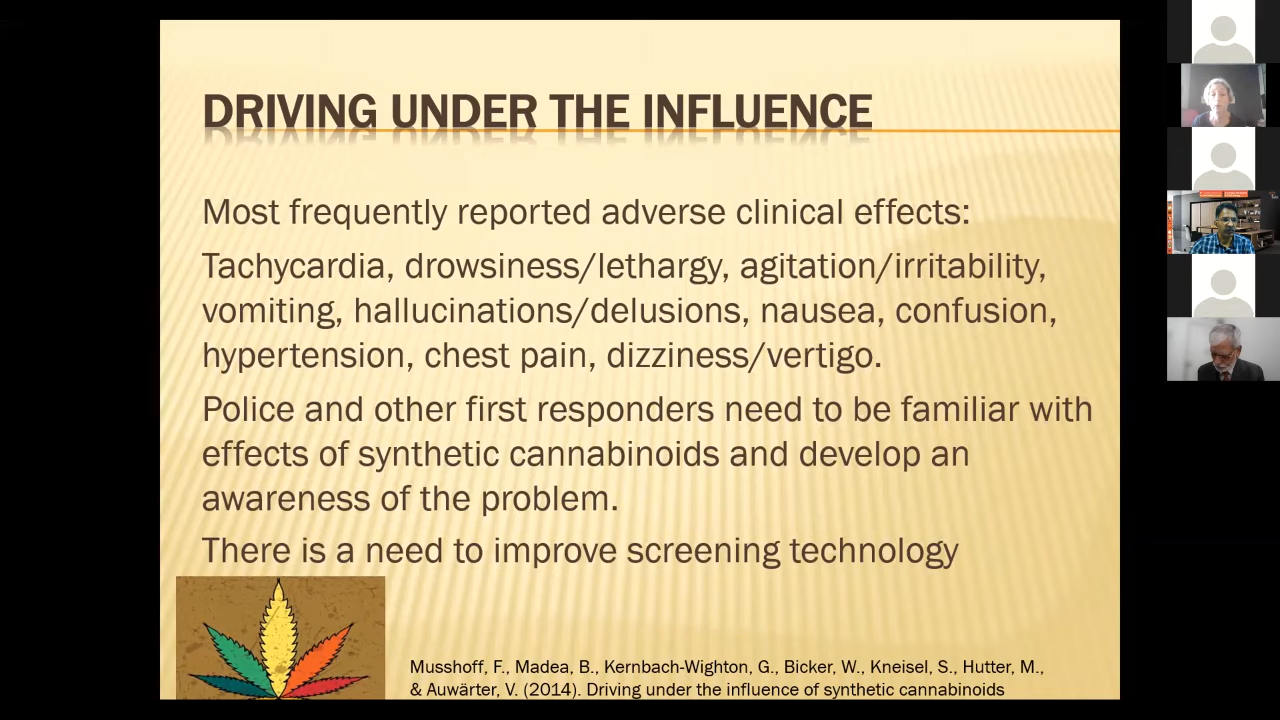 DRIVING UNDER THE INFLUENCE
Most frequently reported adverse clinical effects:
Tachycardia, drowsiness/lethargy, agitation/irritability,
vomiting, hallucinations/delusions, nausea, confusion,
hypertension, chest pain, dizziness/vertigo.
Police and other first responders need to be familiar with
effects of synthetic cannabinoids and develop an
awareness of the problem.
There is a need to improve screening technology
Musshoff, F., Madea, B., Kernbach-Wighton, G., Bicker, W., Kneisel, S., Hutter, M.,
& Auwärter, V. (2014). Driving under the influence of synthetic cannabinoids